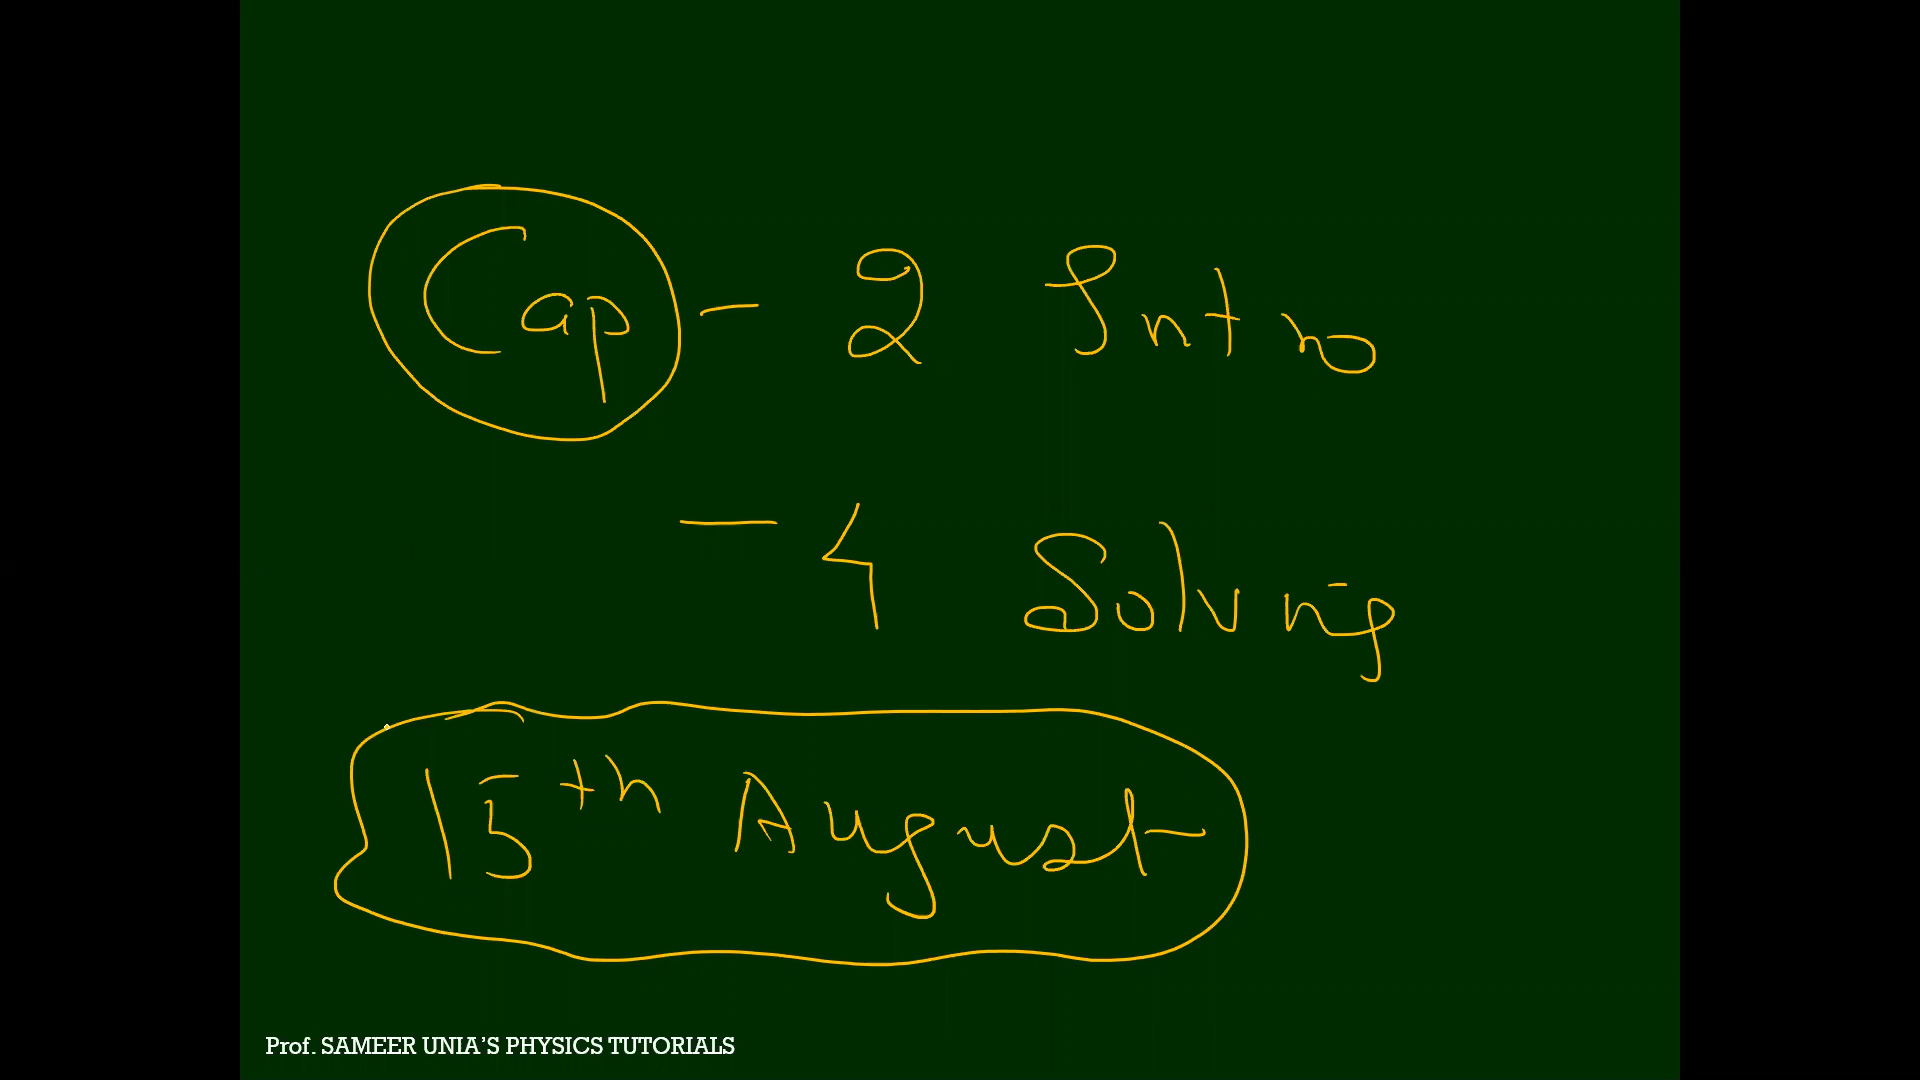 Cap - 2 Intro
- 4 Solving
15th August
Prof. SAMEER UNIA'S PHYSICS TUTORIALS